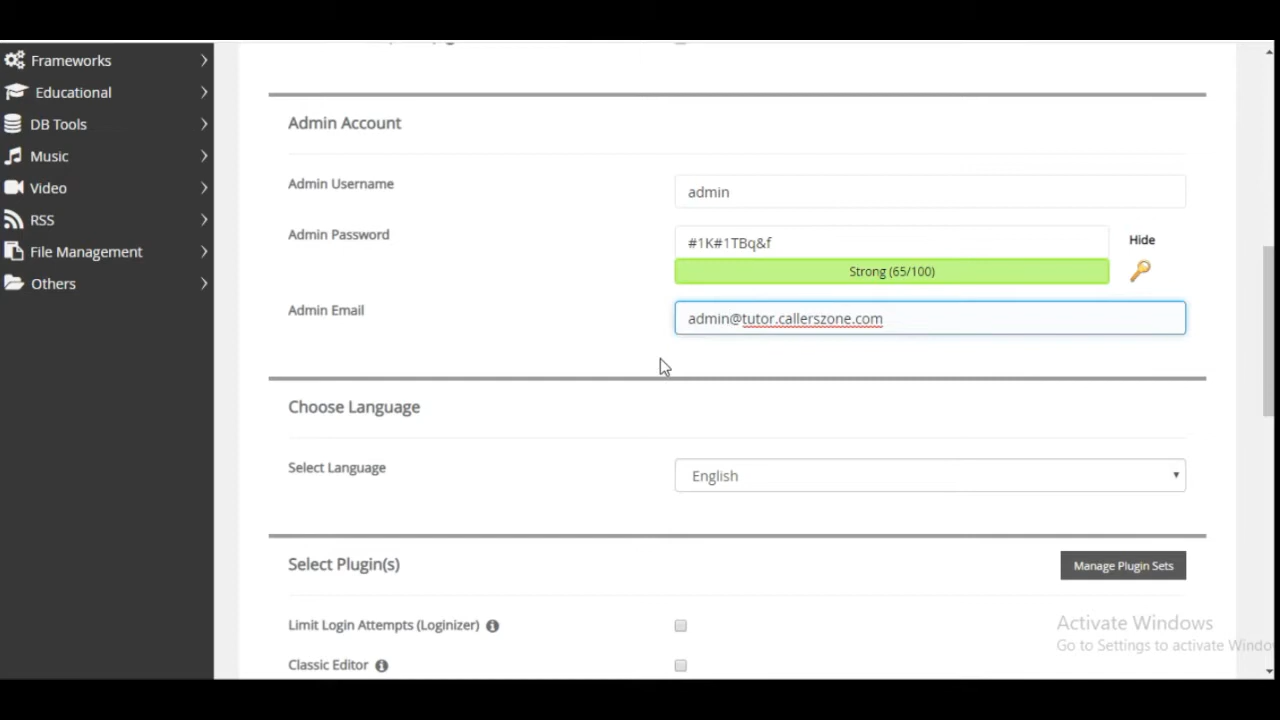 Frameworks
Educational
DB Tools
Music
Video
RSS
File Management
Others
Admin Account
Admin Username
admin
Admin Password
#1K#1TBq&f
Hide
Strong (65/100)
Admin Email
admin@tutor.callerszone.com
Choose Language
Select Language
English
Select Plugin(s)
Manage Plugin Sets
Limit Login Attempts (Loginizer)
Classic Editor
Activate Windows
Go to Settings to activate Windo